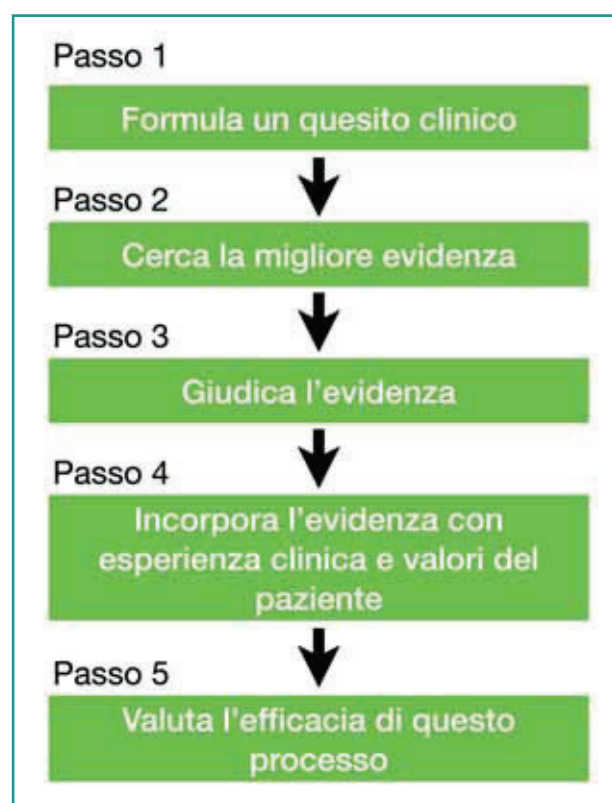 Passo 1
Formula un quesito clinico
Passo 2
Cerca la migliore evidenza
Passo 3
Giudica l'evidenza
Passo 4
Incorpora l'evidenza con
esperienza clinica e valori del
paziente
Passo 5
Valuta l'efficacia di questo
processo